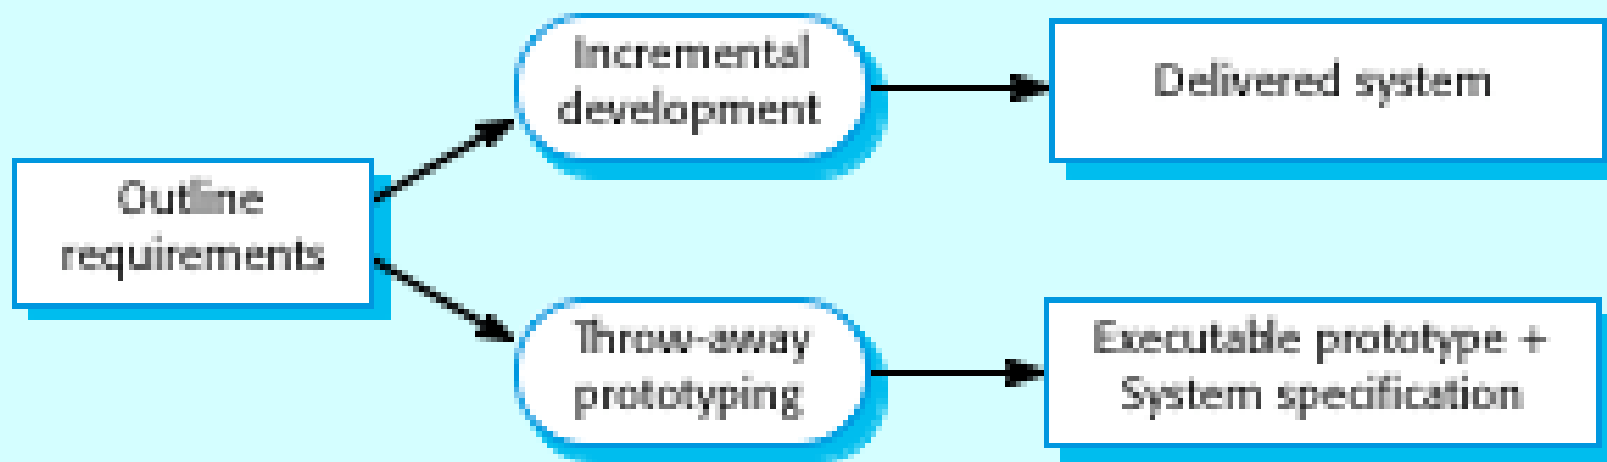 Incremental
development
Delivered system
Outline
requirements
Throw-away
prototyping
Executable prototype +
System specification